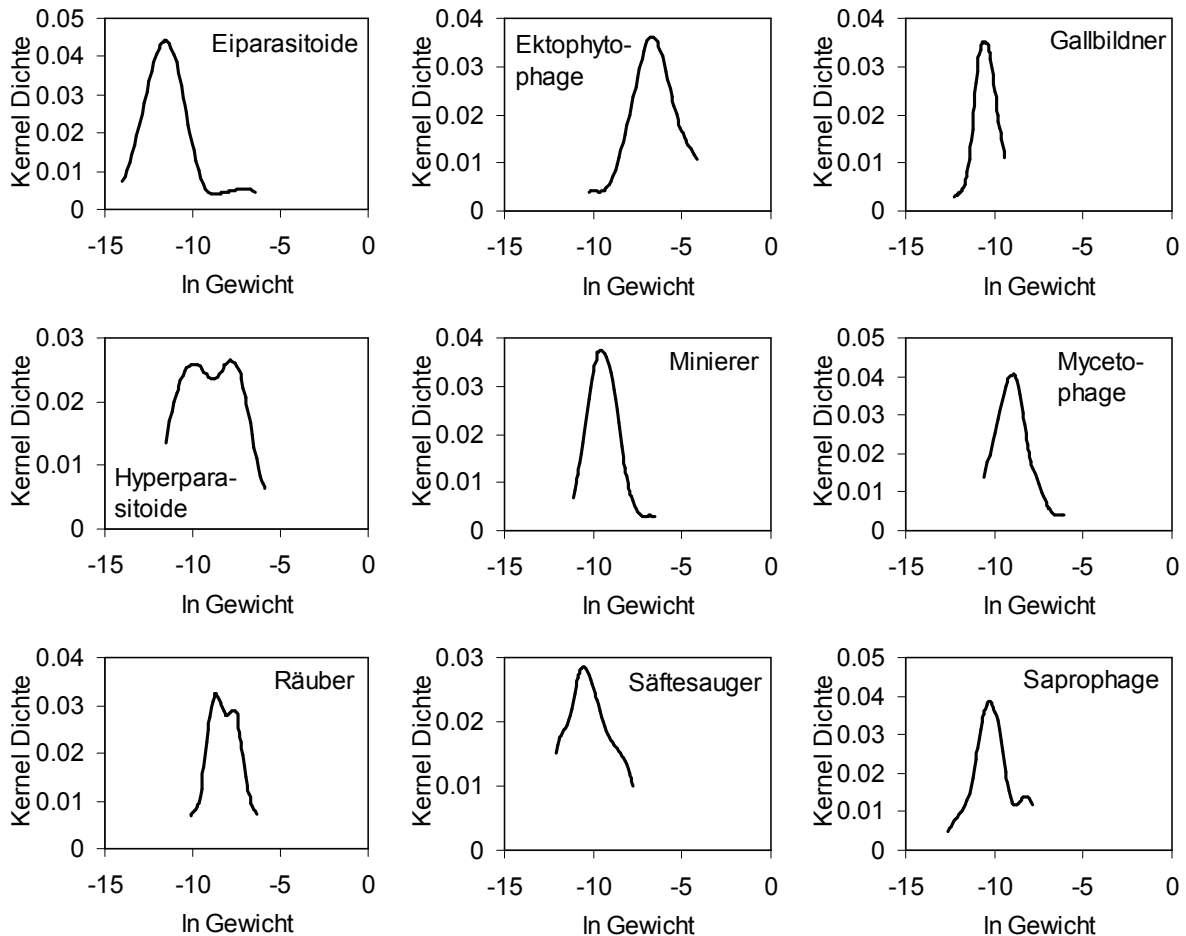 Eiparasitoide
Kernel Dichte
0.05
0.04
0.03
0.02
0.01
0
-15 -10 -5 0
ln Gewicht
Ektophyto-
phage
Kernel Dichte
0.04
0.03
0.02
0.01
0
-15 -10 -5 0
ln Gewicht
Gallbildner
Kernel Dichte
0.04
0.03
0.02
0.01
0
-15 -10 -5 0
ln Gewicht
Hyperpara-
sitoide
Kernel Dichte
0.03
0.02
0.01
0
-15 -10 -5 0
ln Gewicht
Minierer
Kernel Dichte
0.04
0.03
0.02
0.01
0
-15 -10 -5 0
ln Gewicht
Myceto-
phage
Kernel Dichte
0.05
0.04
0.03
0.02
0.01
0
-15 -10 -5 0
ln Gewicht
Räuber
Kernel Dichte
0.04
0.03
0.02
0.01
0
-15 -10 -5 0
ln Gewicht
Säftesauger
Kernel Dichte
0.03
0.02
0.01
0
-15 -10 -5 0
ln Gewicht
Saprophage
Kernel Dichte
0.05
0.04
0.03
0.02
0.01
0
-15 -10 -5 0
ln Gewicht